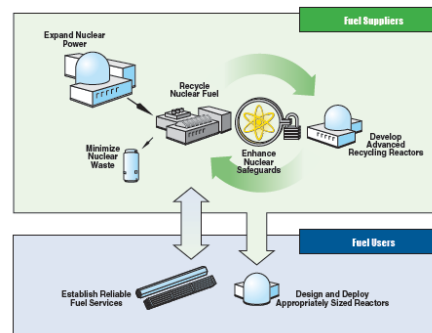 Fuel Suppliers
Expand Nuclear
Power
Recycle
Nuclear Fuel
Minimize
Nuclear
Waste
Enhance
Nuclear
Safeguards
Develop
Advanced
Recycling Reactors
Fuel Users
Establish Reliable
Fuel Services
Design and Deploy
Appropriately Sized Reactors